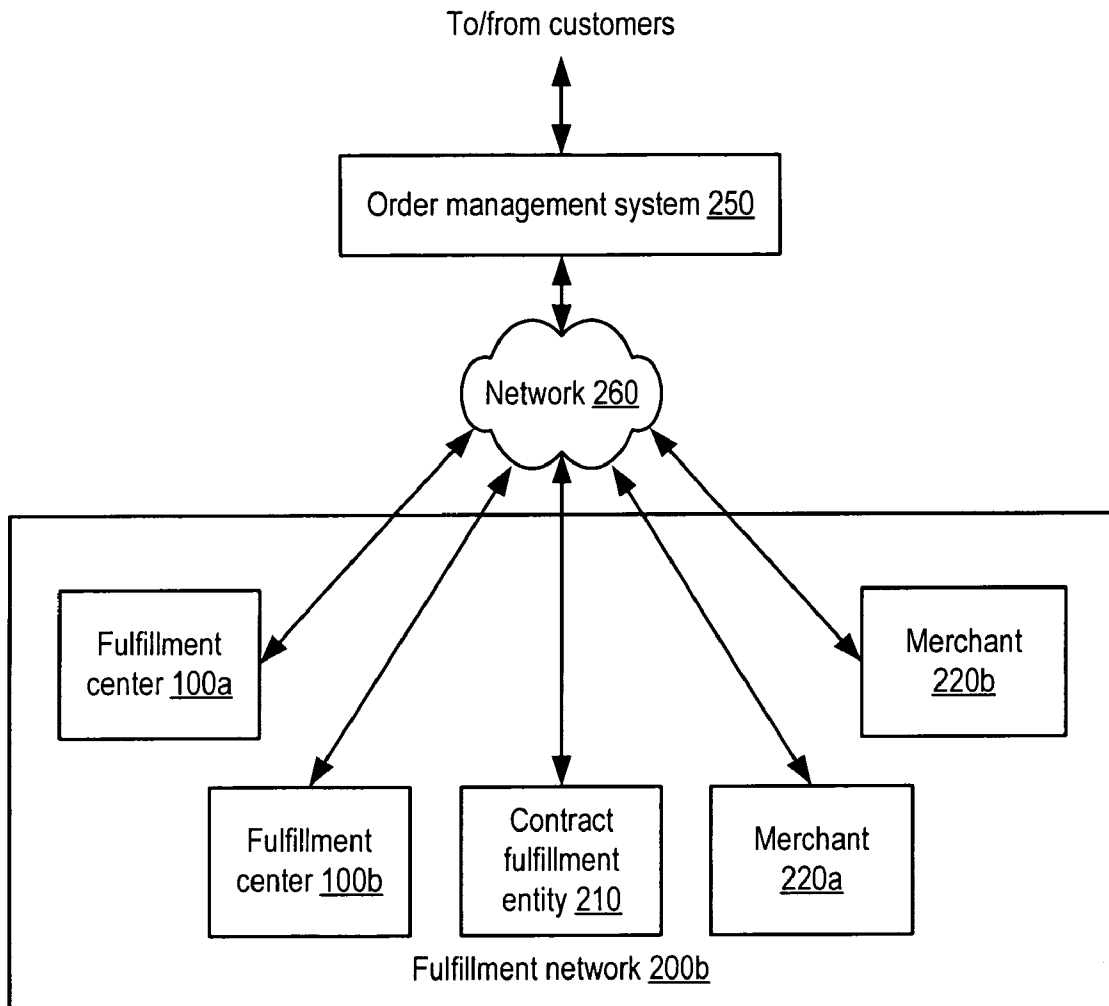 To/from customers
Order management system 250
Network 260
Fulfillment
center 100a
Merchant
220b
Fulfillment
center 100b
Contract
fulfillment
entity 210
Merchant
220a
Fulfillment network 200b